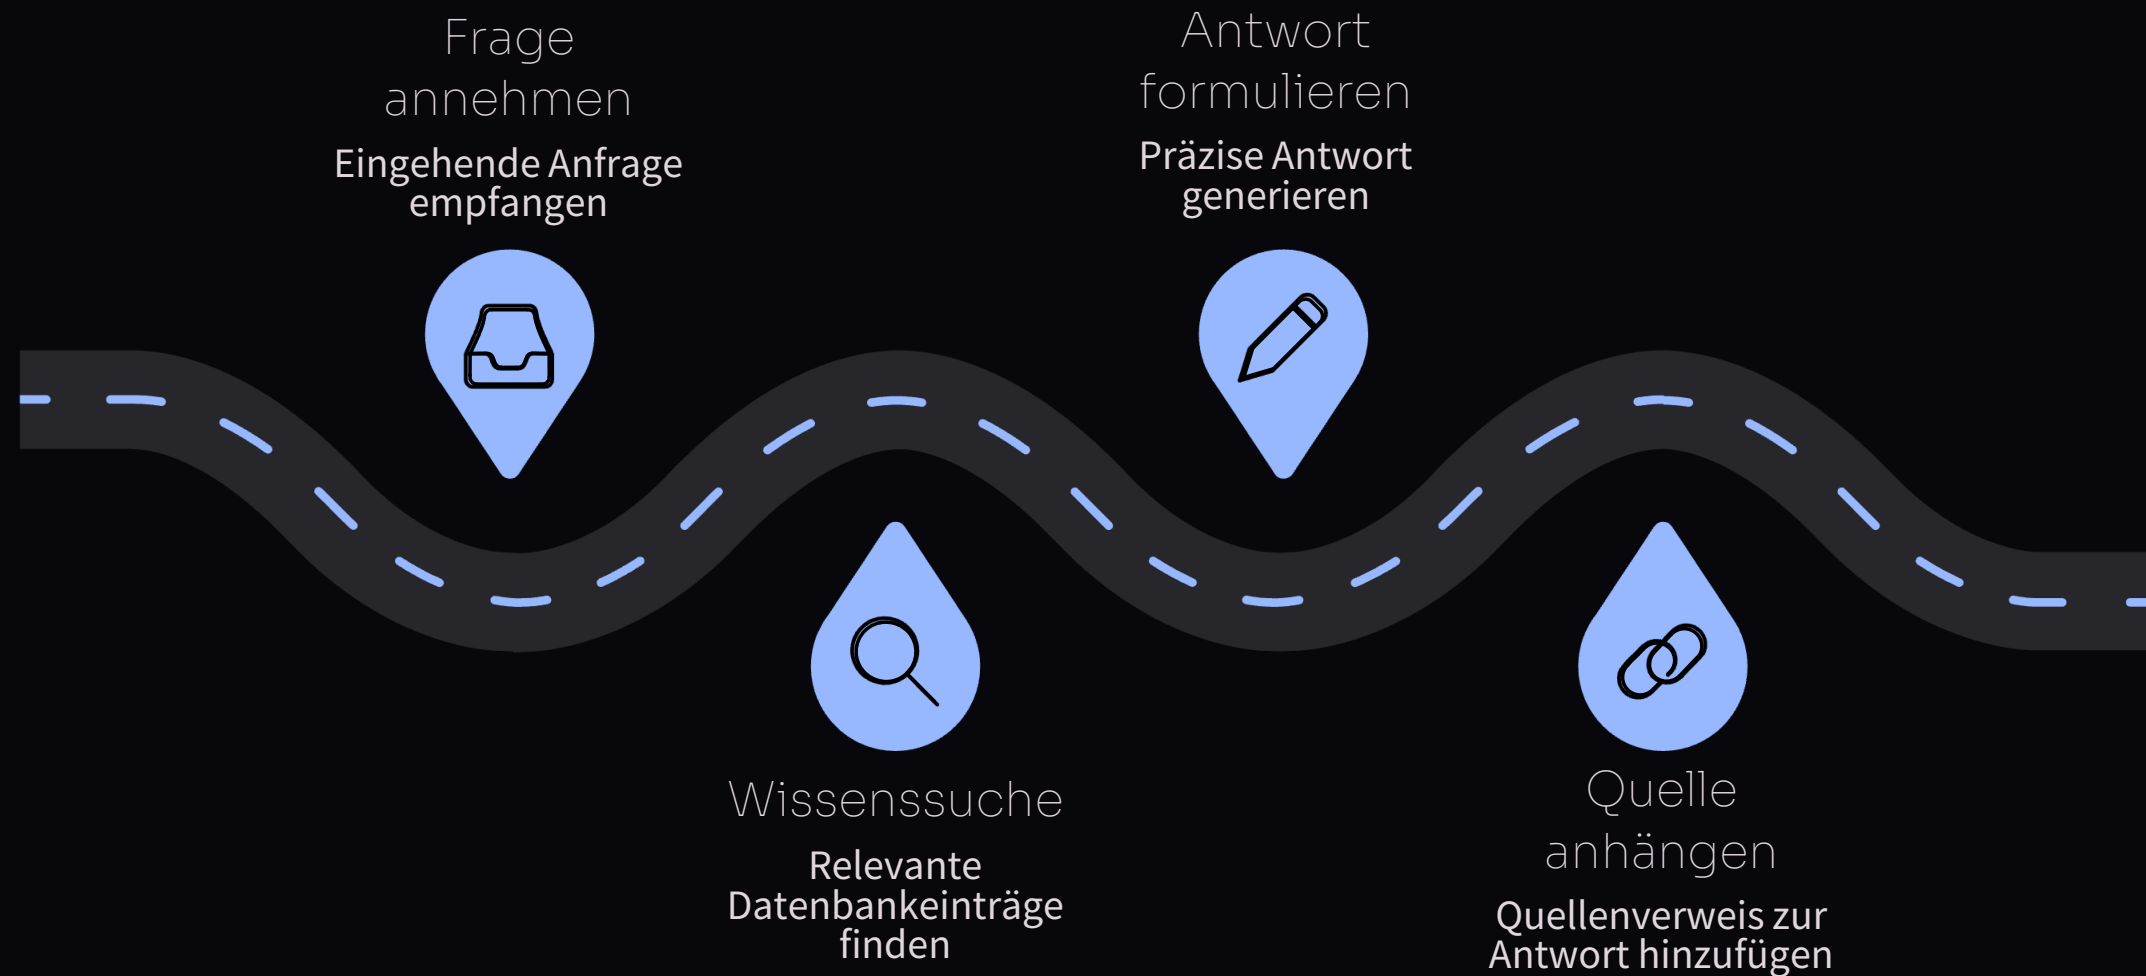 Frage
annehmen
Eingehende Anfrage
empfangen
Wissenssuche
Relevante
Datenbankeinträge
finden
Antwort
formulieren
Präzise Antwort
generieren
Quelle
anhängen
Quellenverweis zur
Antwort hinzufügen